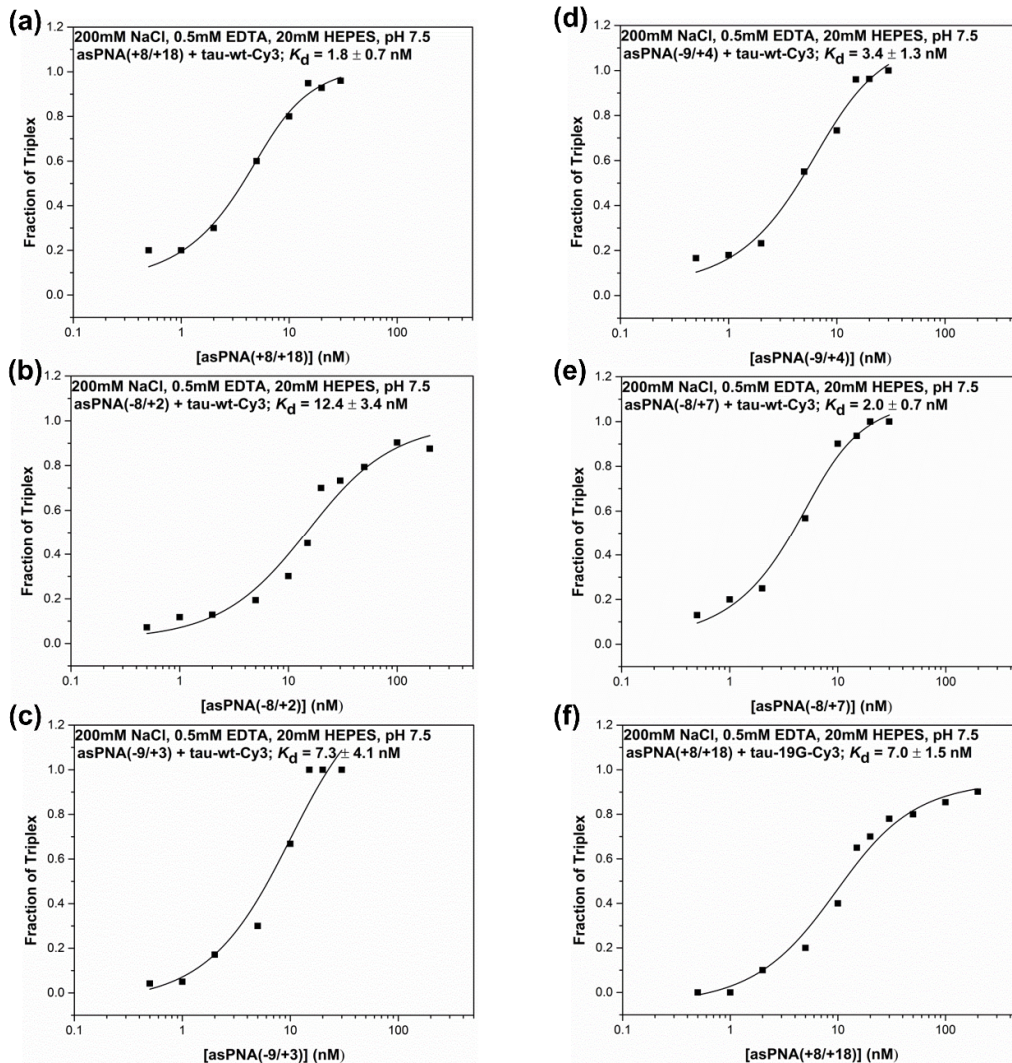 (a)
200mM NaCl, 0.5mM EDTA, 20mM HEPES, pH 7.5
asPNA(+8/+18) + tau-wt-Cy3; Kd = 1.8 ± 0.7 nM
Fraction of Triplex
1.2
1.0
0.8
0.6
0.4
0.2
0.0
0.1 1 10 100
[asPNA(+8/+18)] (nM)
(b)
200mM NaCl, 0.5mM EDTA, 20mM HEPES, pH 7.5
asPNA(-8/+2) + tau-wt-Cy3; Kd = 12.4 ± 3.4 nM
Fraction of Triplex
1.2
1.0
0.8
0.6
0.4
0.2
0.0
0.1 1 10 100
[asPNA(-8/+2)] (nM)
(c)
200mM NaCl, 0.5mM EDTA, 20mM HEPES, pH 7.5
asPNA(-9/+3) + tau-wt-Cy3; Kd = 7.3 ± 4.1 nM
Fraction of Triplex
1.2
1.0
0.8
0.6
0.4
0.2
0.0
0.1 1 10 100
[asPNA(-9/+3)] (nM)
(d)
200mM NaCl, 0.5mM EDTA, 20mM HEPES, pH 7.5
asPNA(-9/+4) + tau-wt-Cy3; Kd = 3.4 ± 1.3 nM
Fraction of Triplex
1.2
1.0
0.8
0.6
0.4
0.2
0.0
0.1 1 10 100
[asPNA(-9/+4)] (nM)
(e)
200mM NaCl, 0.5mM EDTA, 20mM HEPES, pH 7.5
asPNA(-8/+7) + tau-wt-Cy3; Kd = 2.0 ± 0.7 nM
Fraction of Triplex
1.2
1.0
0.8
0.6
0.4
0.2
0.0
0.1 1 10 100
[asPNA(-8/+7)] (nM)
(f)
200mM NaCl, 0.5mM EDTA, 20mM HEPES, pH 7.5
asPNA(+8/+18) + tau-19G-Cy3; Kd = 7.0 ± 1.5 nM
Fraction of Triplex
1.2
1.0
0.8
0.6
0.4
0.2
0.0
0.1 1 10 100
[asPNA(+8/+18)] (nM)